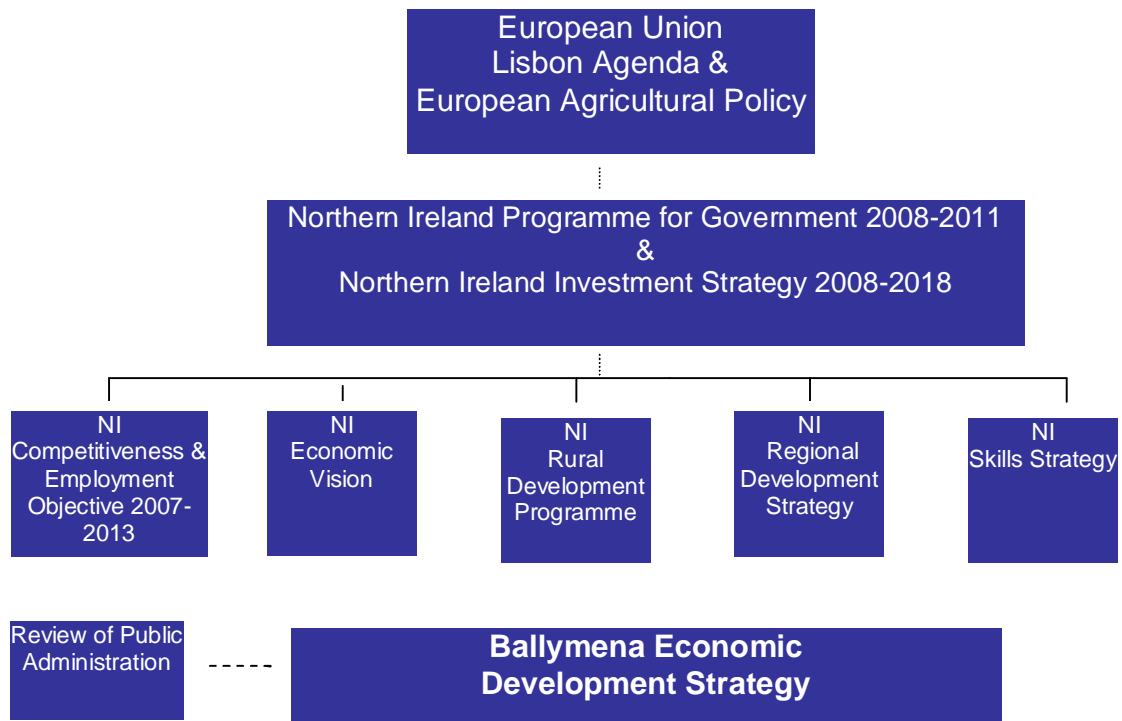 European Union
Lisbon Agenda &
European Agricultural Policy
Northern Ireland Programme for Government 2008-2011
&
Northern Ireland Investment Strategy 2008-2018
NI
Competitiveness &
Employment
Objective 2007-
2013
NI
Economic
Vision
NI
Rural
Development
Programme
NI
Regional
Development
Strategy
NI
Skills Strategy
Review of Public
Administration
Ballymena Economic
Development Strategy